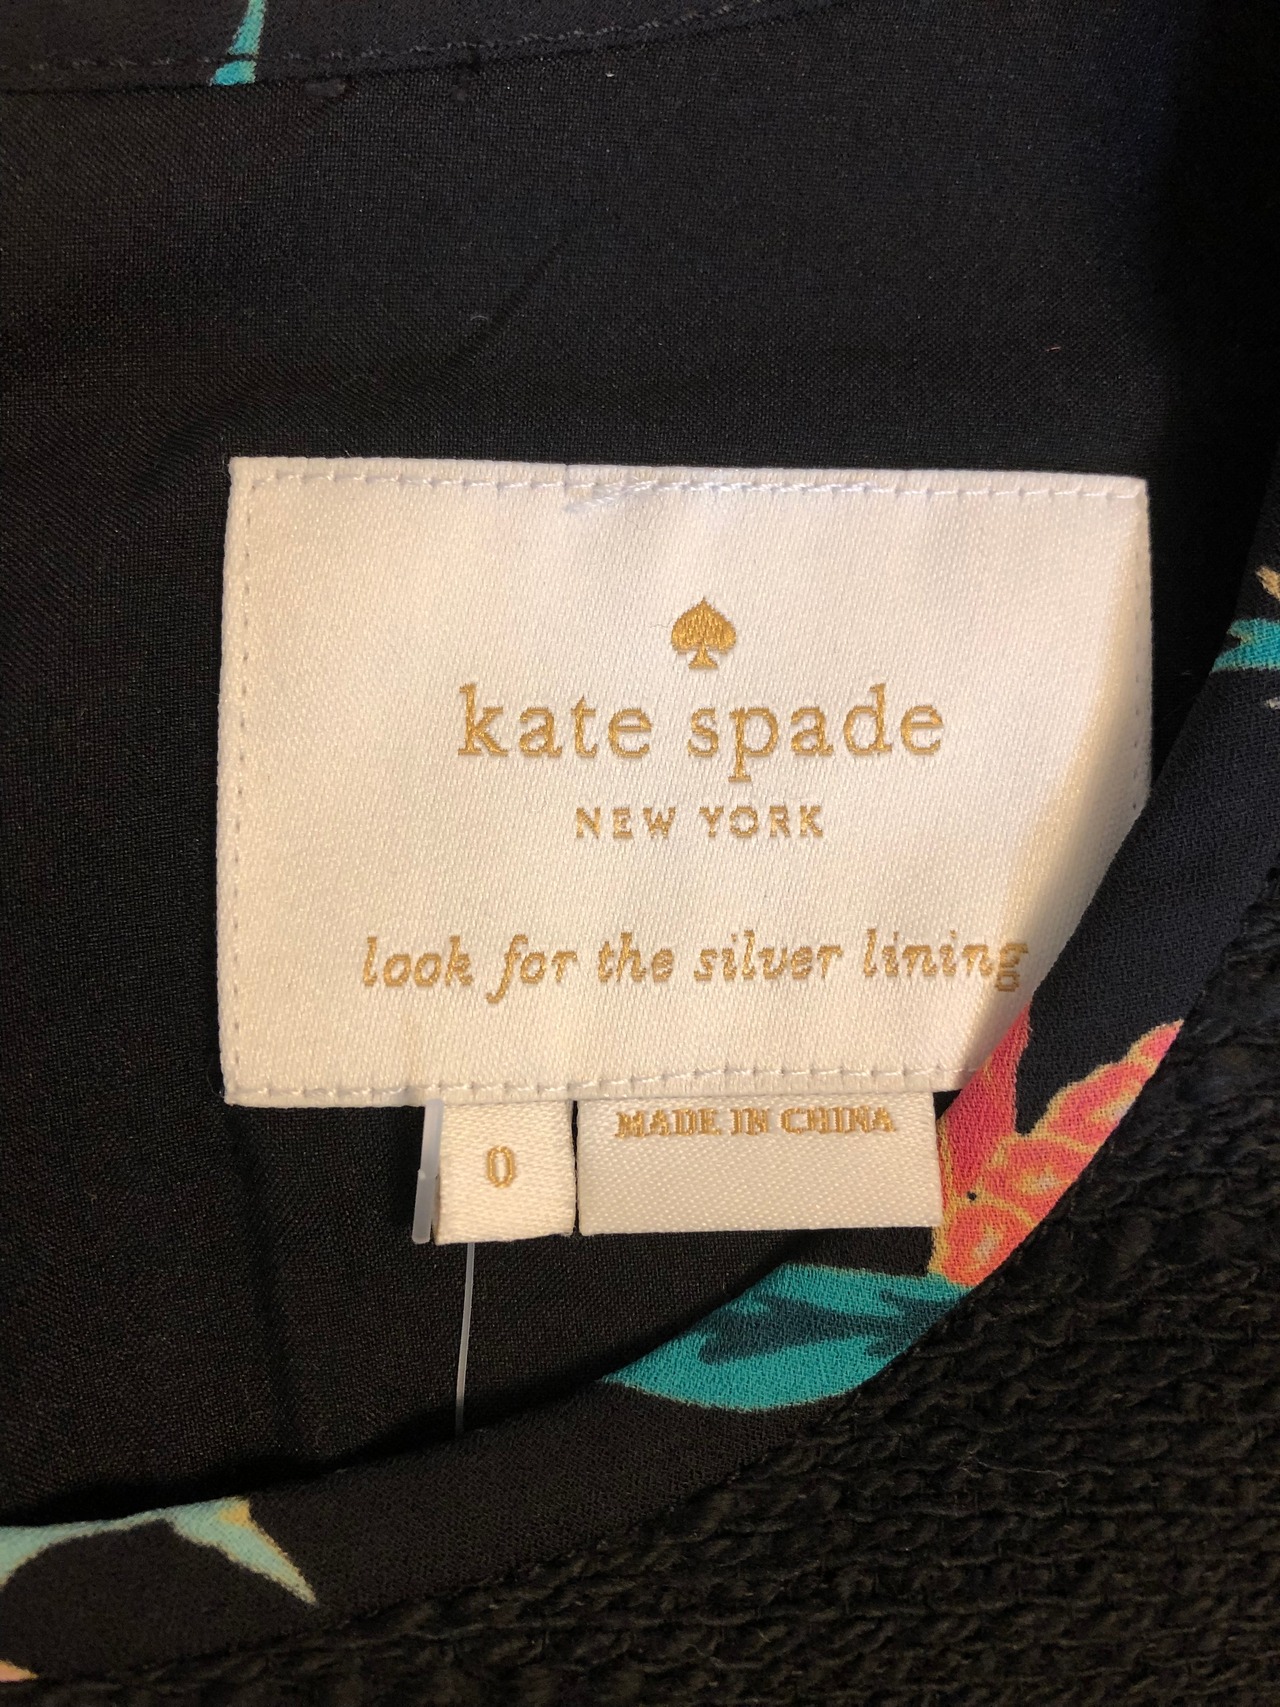 kate spade
NEW YORK
look for the silver lining
0
MADE IN CHINA